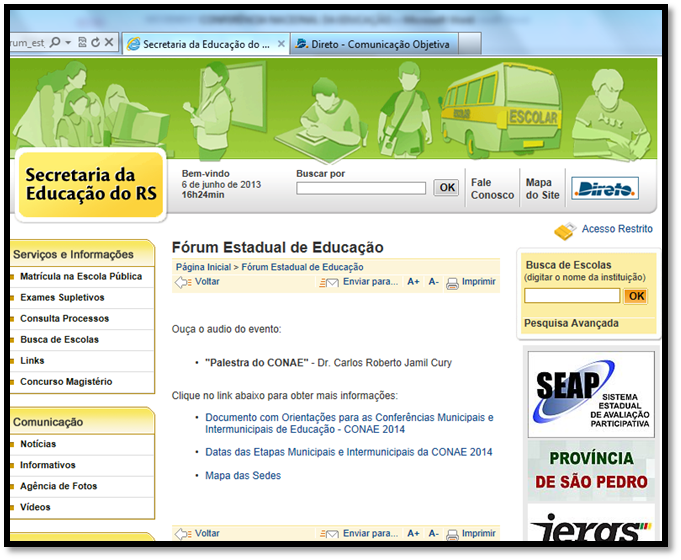 CONFERÊNCIA NACIONAL DA EDUCAÇÃO - Microsoft Word
rum_est
Secretaria da Educação do ...
Direto - Comunicação Objetiva
ESCOLAR
Secretaria da
Educação do RS
Bem-vindo
6 de junho de 2013
16h24min
Buscar por
OK
Fale
Conosco
Mapa
do Site
Direto
Acesso Restrito
Serviços e Informações
Matrícula na Escola Pública
Exames Supletivos
Consulta Processos
Busca de Escolas
Links
Concurso Magistério
Comunicação
Notícias
Informativos
Agência de Fotos
Vídeos
Fórum Estadual de Educação
Página Inicial > Fórum Estadual de Educação
Voltar
Enviar para... A+ A- Imprimir
Ouça o audio do evento:
• "Palestra do CONAE" - Dr. Carlos Roberto Jamil Cury
Clique no link abaixo para obter mais informações:
• Documento com Orientações para as Conferências Municipais e
Intermunicipais de Educação - CONAE 2014
• Datas das Etapas Municipais e Intermunicipais da CONAE 2014
• Mapa das Sedes
Voltar
Enviar para... A+ A- Imprimir
Busca de Escolas
(digitar o nome da instituição)
OK
Pesquisa Avançada
SEAP
SISTEMA
ESTADUAL
DE AVALIAÇÃO
PARTICIPATIVA
PROVÍNCIA
DE SÃO PEDRO
jergs